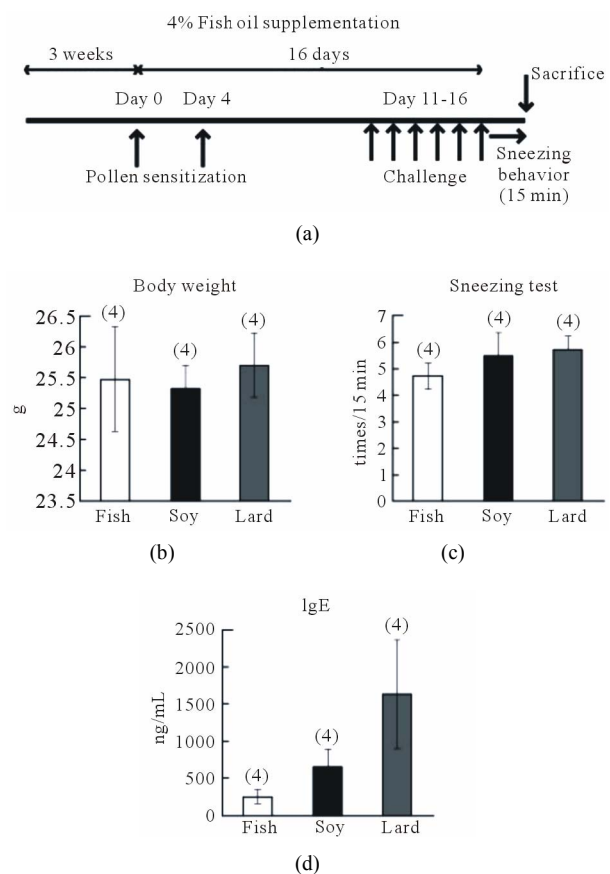 4% Fish oil supplementation
3 weeks 16 days
Sacrifice
Day 0 Day 4 Day 11-16
Pollen sensitization Challenge Sneezing
behavior
(15 min)
(a)
Body weight
26.5
26
25.5
25
24.5
24
23.5
g
(4) (4) (4)
Fish Soy Lard
(b)
Sneezing test
7
6
5
4
3
2
1
0
times/15 min
(4) (4) (4)
Fish Soy Lard
(c)
IgE
2500
2000
1500
1000
500
0
ng/mL
(4) (4) (4)
Fish Soy Lard
(d)